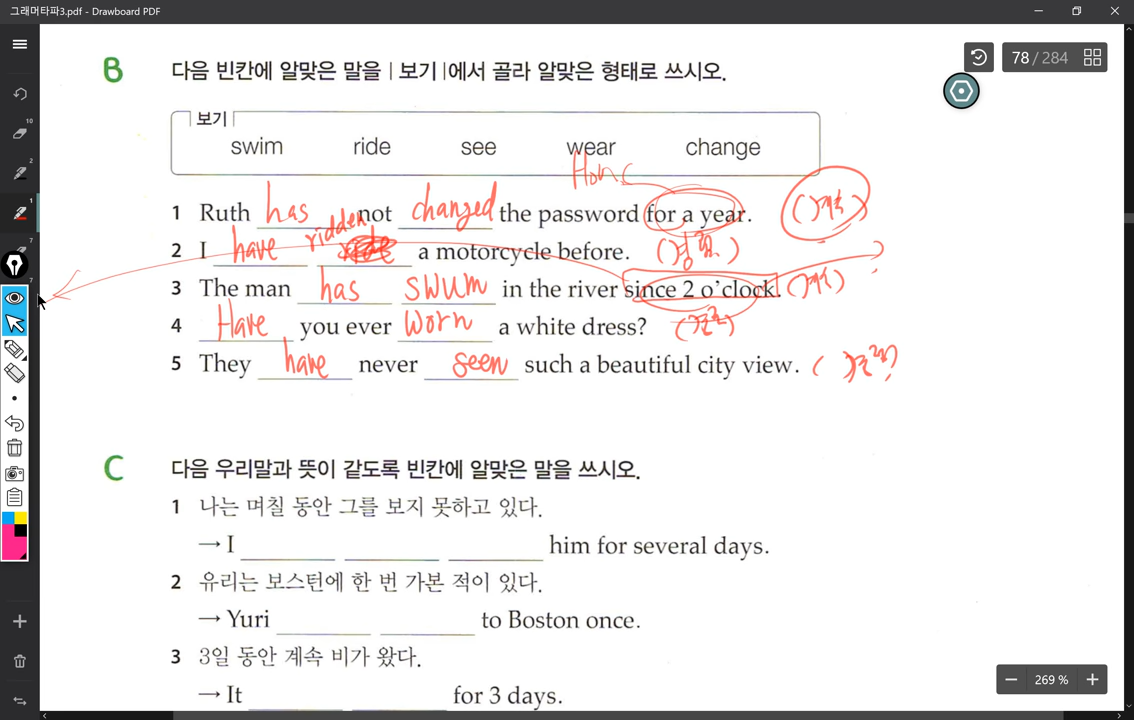 그래머타파3.pdf - Drawboard PDF
78 / 284
B 다음 빈칸에 알맞은 말을 | 보기 |에서 골라 알맞은 형태로 쓰시오.
보기
swim ride see wear change
1 Ruth has not changed the password for a year. (계속)
ridden
2 I have a motorcycle before. (경험)
3 The man has swum in the river since 2 o'clock. (계속)
4 Have you ever worn a white dress?
5 They have never seen such a beautiful city view.
C 다음 우리말과 뜻이 같도록 빈칸에 알맞은 말을 쓰시오.
1 나는 며칠 동안 그를 보지 못하고 있다.
→ I him for several days.
2 유리는 보스턴에 한 번 가본 적이 있다.
→ Yuri to Boston once.
3 3일 동안 계속 비가 왔다.
→ It for 3 days.
269 %
10
2
1
7
7